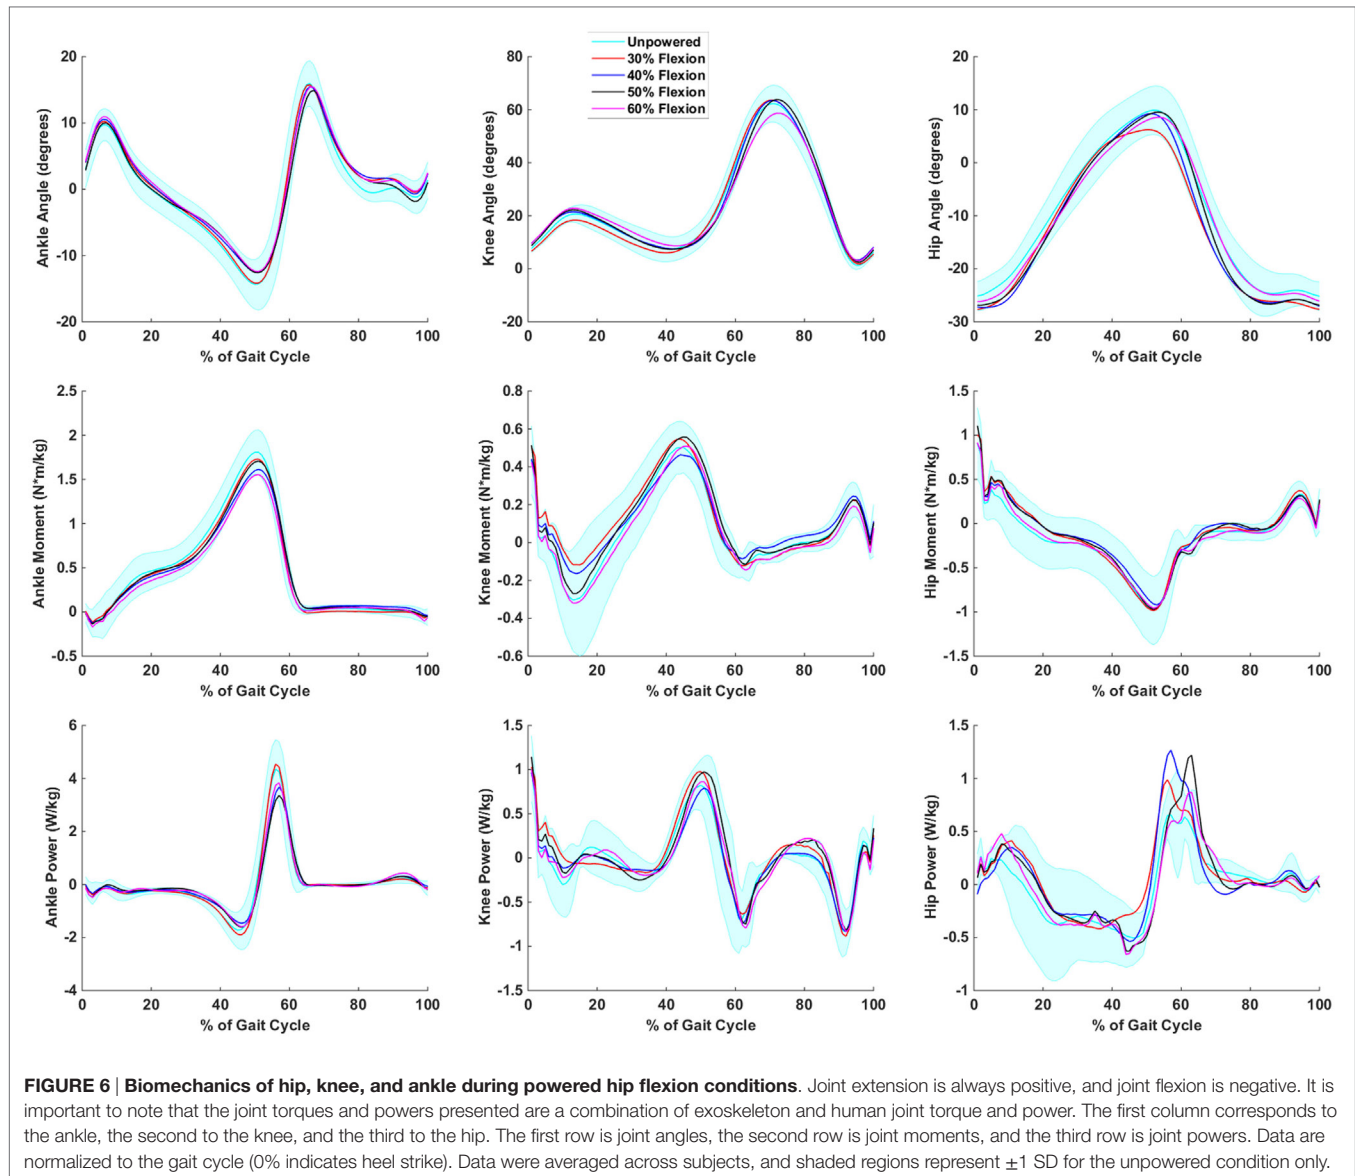 Unpowered
30% Flexion
40% Flexion
50% Flexion
60% Flexion
Ankle Angle (degrees)
20
10
0
-10
-20
0 20 40 60 80 100
% of Gait Cycle
Knee Angle (degrees)
80
60
40
20
0
-20
0 20 40 60 80 100
% of Gait Cycle
Hip Angle (degrees)
20
10
0
-10
-20
-30
0 20 40 60 80 100
% of Gait Cycle
Ankle Moment (N*m/kg)
2.5
2
1.5
1
0.5
0
-0.5
0 20 40 60 80 100
% of Gait Cycle
Knee Moment (N*m/kg)
0.8
0.6
0.4
0.2
0
-0.2
-0.4
-0.6
0 20 40 60 80 100
% of Gait Cycle
Hip Moment (N*m/kg)
1.5
1
0.5
0
-0.5
-1
-1.5
0 20 40 60 80 100
% of Gait Cycle
Ankle Power (W/kg)
6
4
2
0
-2
-4
0 20 40 60 80 100
% of Gait Cycle
Knee Power (W/kg)
1.5
1
0.5
0
-0.5
-1
-1.5
0 20 40 60 80 100
% of Gait Cycle
Hip Power (W/kg)
1.5
1
0.5
0
-0.5
-1
0 20 40 60 80 100
% of Gait Cycle
FIGURE 6 | Biomechanics of hip, knee, and ankle during powered hip flexion conditions. Joint extension is always positive, and joint flexion is negative. It is
important to note that the joint torques and powers presented are a combination of exoskeleton and human joint torque and power. The first column corresponds to
the ankle, the second to the knee, and the third to the hip. The first row is joint angles, the second row is joint moments, and the third row is joint powers. Data are
normalized to the gait cycle (0% indicates heel strike). Data were averaged across subjects, and shaded regions represent ±1 SD for the unpowered condition only.